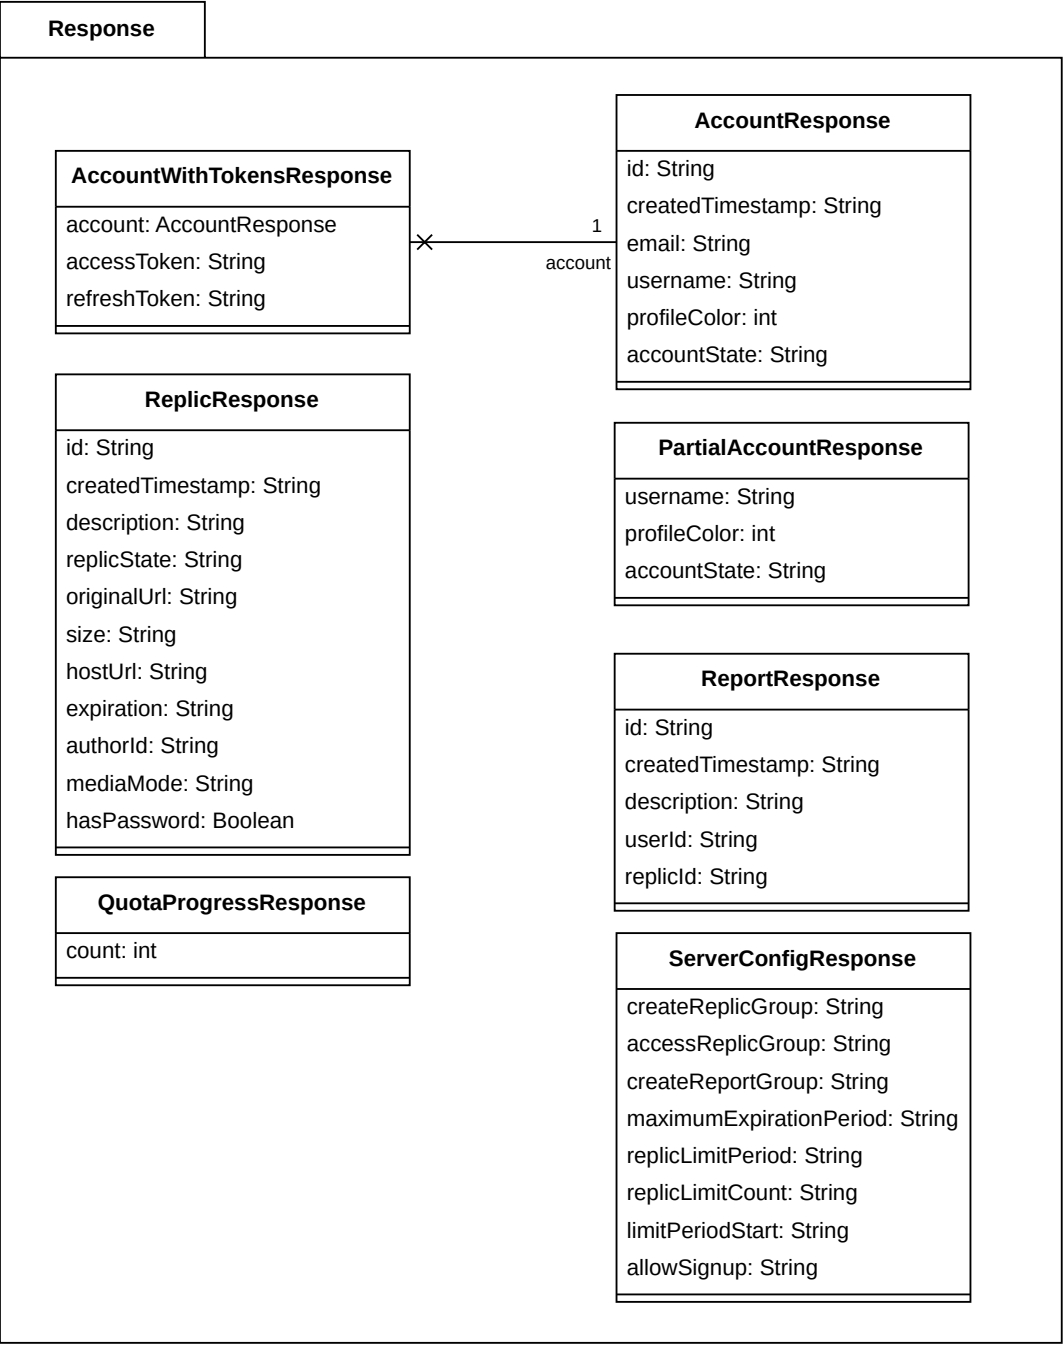 Response
AccountWithTokensResponse
account: AccountResponse
accessToken: String
refreshToken: String
1
account
AccountResponse
id: String
createdTimestamp: String
email: String
username: String
profileColor: int
accountState: String
ReplicResponse
id: String
createdTimestamp: String
description: String
replicState: String
originalUrl: String
size: String
hostUrl: String
expiration: String
authorId: String
mediaMode: String
hasPassword: Boolean
PartialAccountResponse
username: String
profileColor: int
accountState: String
ReportResponse
id: String
createdTimestamp: String
description: String
userId: String
replicId: String
QuotaProgressResponse
count: int
ServerConfigResponse
createReplicGroup: String
accessReplicGroup: String
createReportGroup: String
maximumExpirationPeriod: String
replicLimitPeriod: String
replicLimitCount: String
limitPeriodStart: String
allowSignup: String